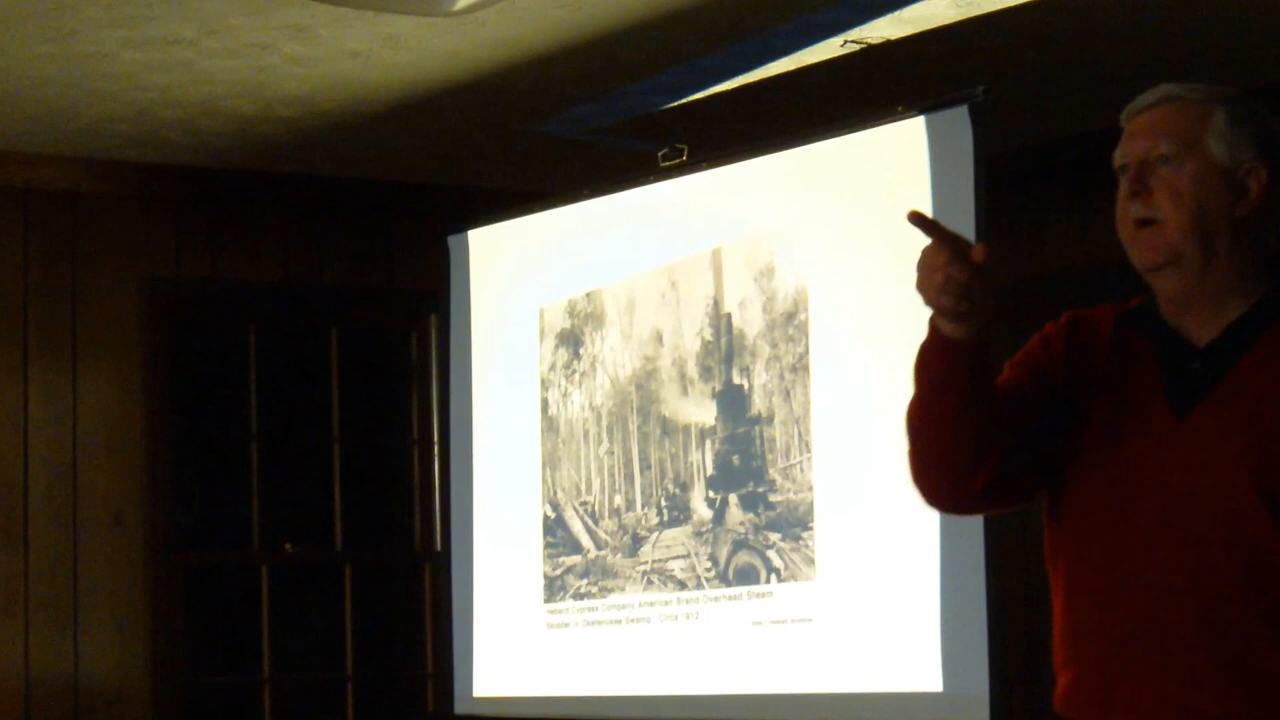 Hebard Cypress Company American Brand Overhead Steam
Skidder in Okefenokee Swamp Circa 1912